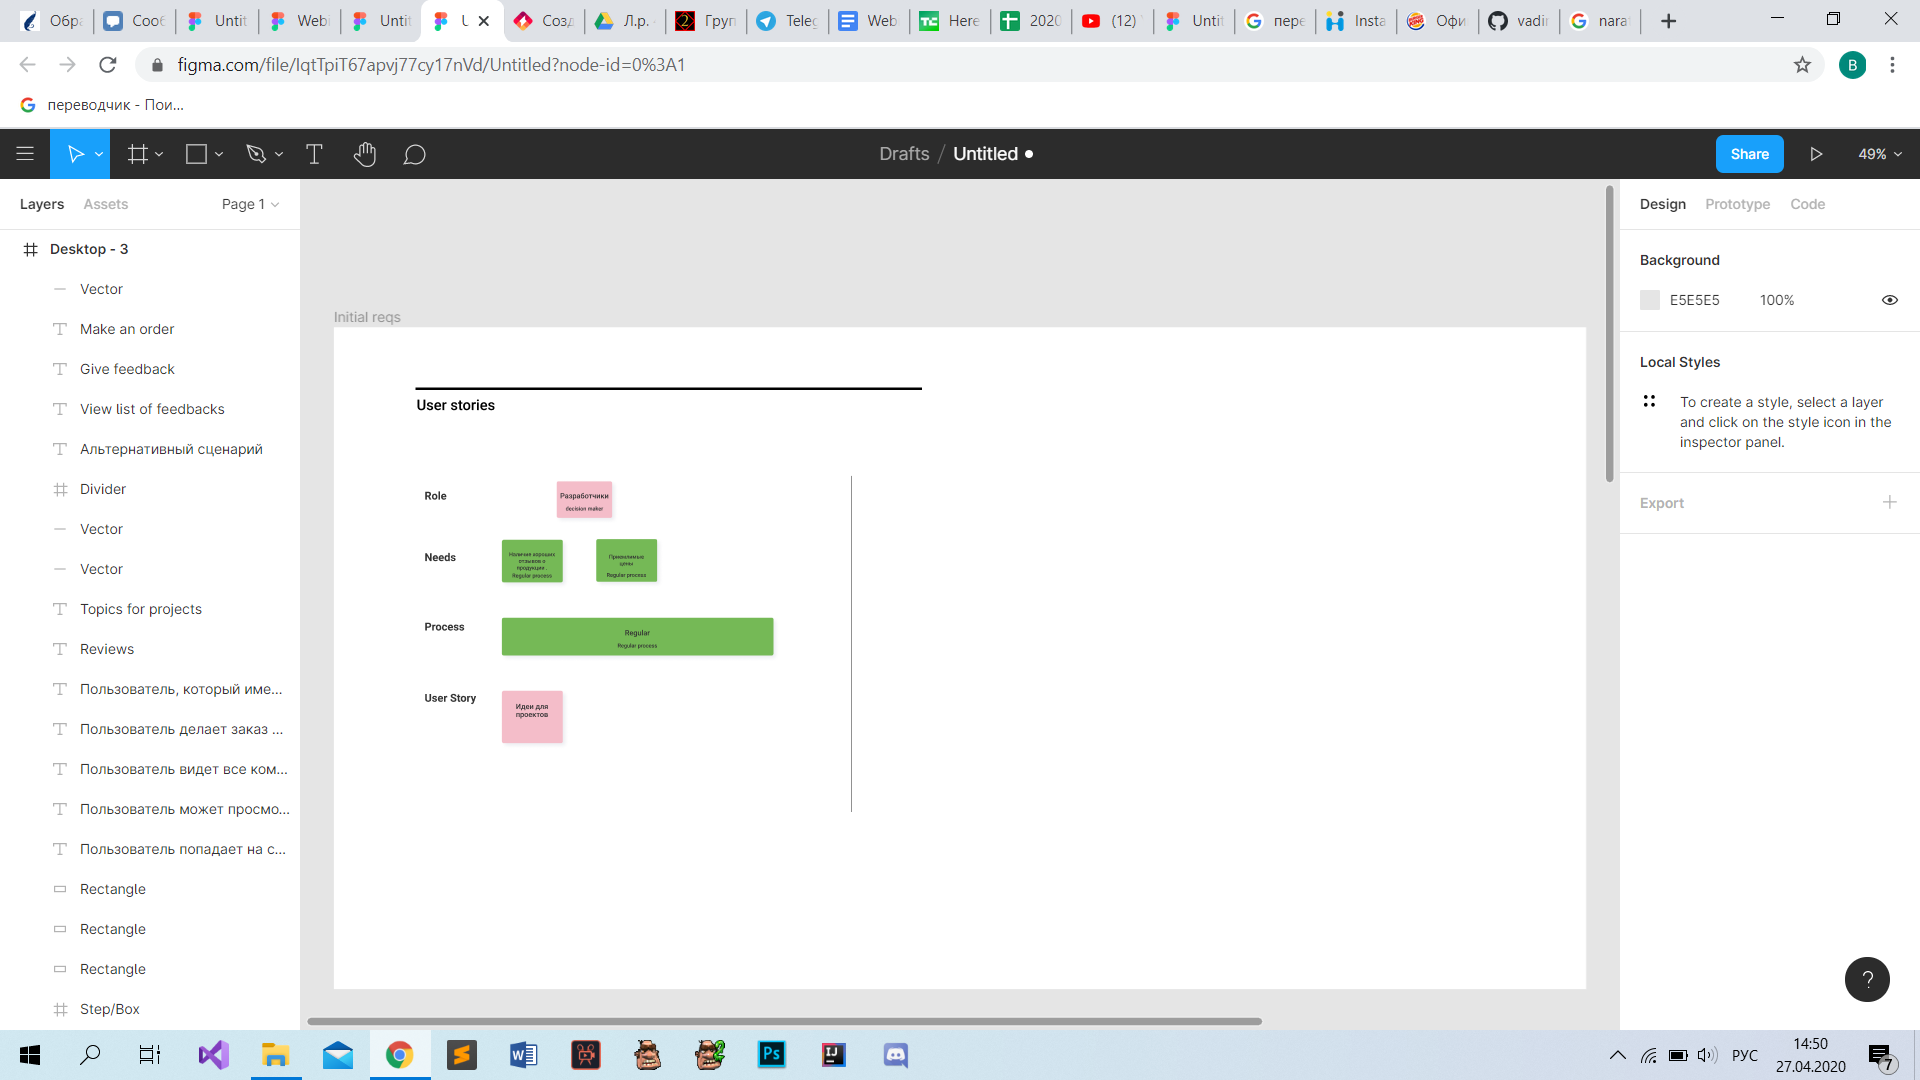 Обра
Сооб
Untit
Webi
Untit
U
Созд
Л.р. -
Груп
Teleg
Web
Here
2020
(12) Y
Untit
пере
Insta
Офи
vadir
narat
figma.com/file/IqtTpiT67apvj77cy17nVd/Untitled?node-id=0%3A1
B
переводчик - Пои...
Drafts / Untitled
Share
49%
Layers
Assets
Page 1
Design
Prototype
Code
Desktop - 3
Vector
Make an order
Give feedback
View list of feedbacks
Альтернативный сценарий
Divider
Vector
Vector
Topics for projects
Reviews
Пользователь, который име...
Пользователь делает заказ ...
Пользователь видет все ком...
Пользователь может просмо...
Пользователь попадает на с...
Rectangle
Rectangle
Rectangle
Step/Box
Initial reqs
User stories
Role
Разработчики
decision maker
Needs
Наличие хороших
отзывов о
продукции .
Regular process
Приемлимые
цены
Regular process
Process
Regular
Regular process
User Story
Идеи для
проектов
Background
E5E5E5
100%
Local Styles
To create a style, select a layer
and click on the style icon in the
inspector panel.
Export
?
РУС
14:50
27.04.2020
7